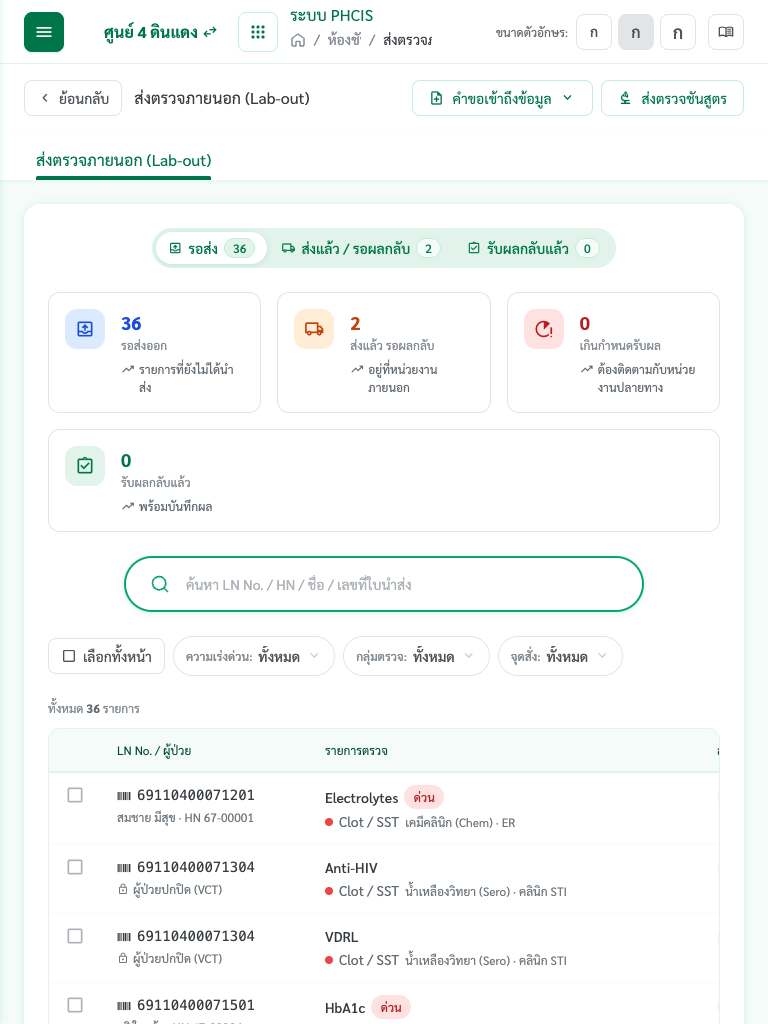 ศูนย์ 4 ดินแดง
ระบบ PHCIS
/ ห้องชั / ส่งตรวจภ
ขนาดตัวอักษร: ก ก ก
ย้อนกลับ ส่งตรวจภายนอก (Lab-out) คำขอเข้าถึงข้อมูล ส่งตรวจชันสูตร
ส่งตรวจภายนอก (Lab-out)
รอส่ง 36 ส่งแล้ว / รอผลกลับ 2 รับผลกลับแล้ว 0
36
รอส่งออก
รายการที่ยังไม่ได้นำ
ส่ง
2
ส่งแล้ว รอผลกลับ
อยู่ที่หน่วยงาน
ภายนอก
0
เกินกำหนดรับผล
ต้องติดตามกับหน่วย
งานปลายทาง
0
รับผลกลับแล้ว
พร้อมบันทึกผล
ค้นหา LN No. / HN / ชื่อ / เลขที่ใบนำส่ง
เลือกทั้งหน้า ความเร่งด่วน: ทั้งหมด กลุ่มตรวจ: ทั้งหมด จุดสั่ง: ทั้งหมด
ทั้งหมด 36 รายการ
LN No. / ผู้ป่วย รายการตรวจ
69110400071201 Electrolytes ด่วน
สมชาย มีสุข · HN 67-00001 Clot / SST เคมีคลินิก (Chem) · ER
69110400071304 Anti-HIV
ผู้ป่วยปกปิด (VCT) Clot / SST น้ำเหลืองวิทยา (Sero) · คลินิก STI
69110400071304 VDRL
ผู้ป่วยปกปิด (VCT) Clot / SST น้ำเหลืองวิทยา (Sero) · คลินิก STI
69110400071501 HbA1c ด่วน